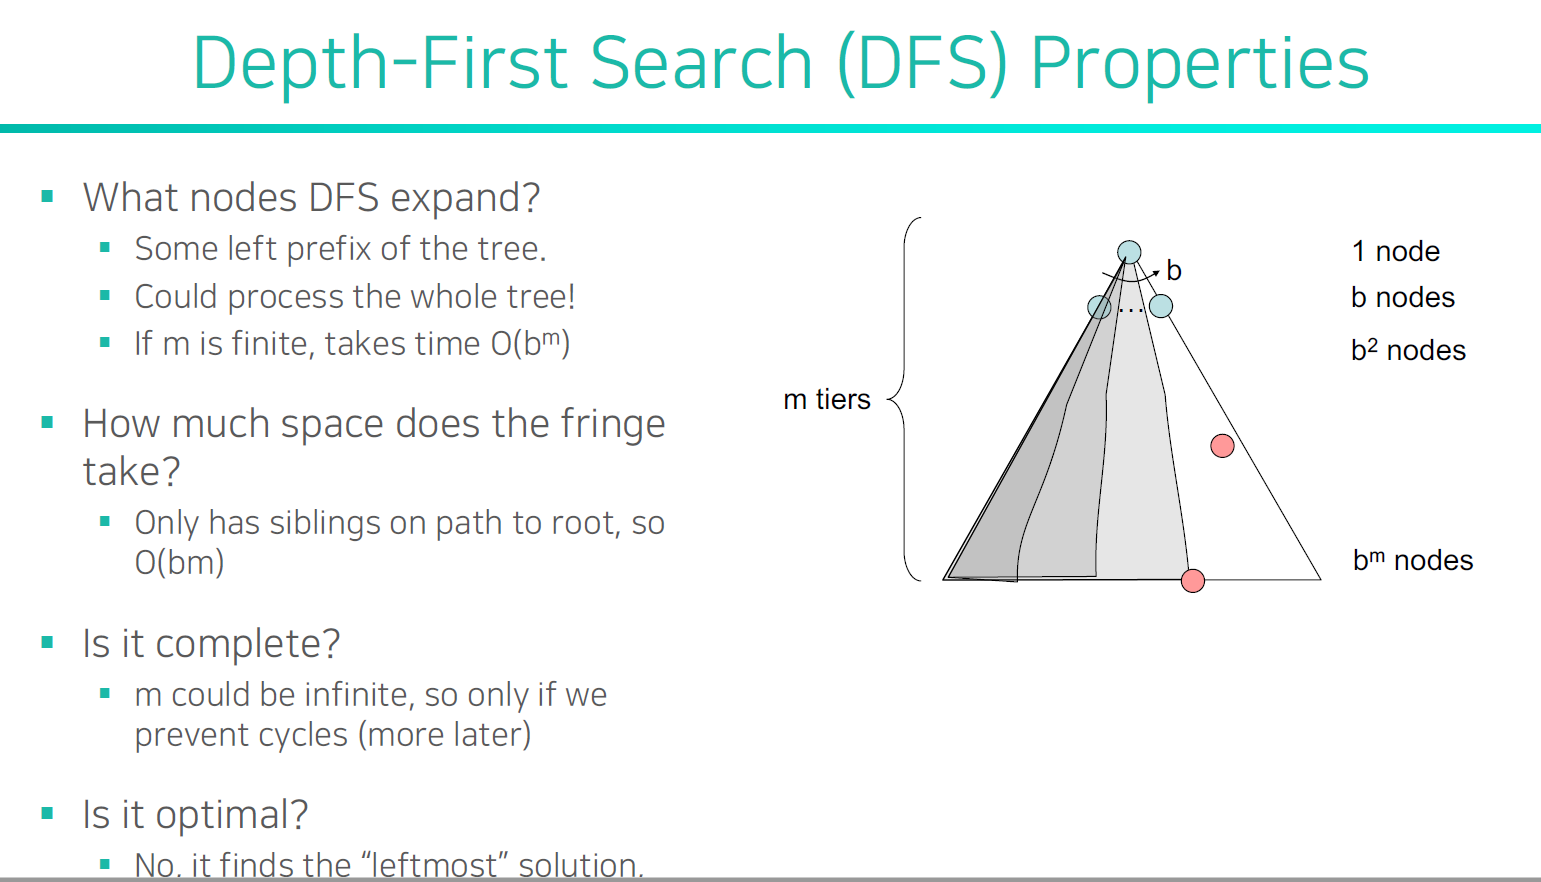 Depth-First Search (DFS) Properties
What nodes DFS expand?
Some left prefix of the tree.
Could process the whole tree!
If m is finite, takes time O(bᵐ)
How much space does the fringe
take?
Only has siblings on path to root, so
O(bm)
Is it complete?
m could be infinite, so only if we
prevent cycles (more later)
Is it optimal?
No, it finds the “leftmost” solution,
m tiers
b
...
1 node
b nodes
b² nodes
bᵐ nodes